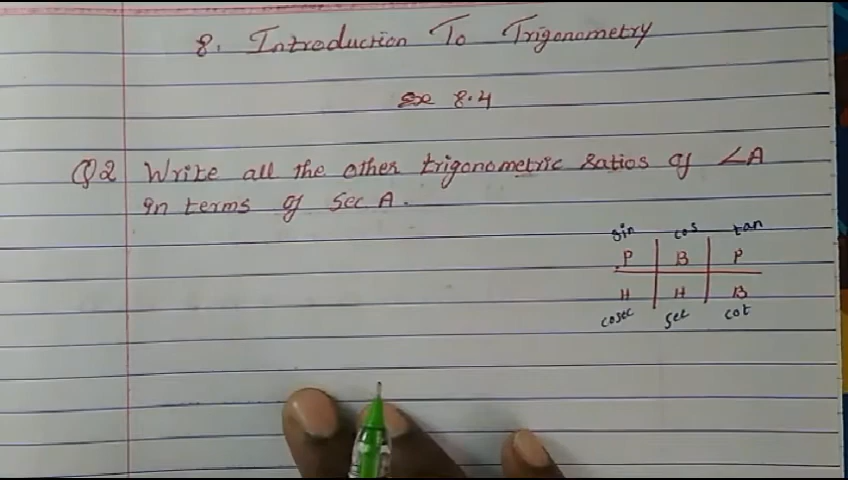 8. Introduction To Trigonometry
Ex 8.4
Q2 Write all the other trigonometric Ratios of ∠A
In terms of Sec A.
sin cos tan
P B P
H H B
cosec sec cot